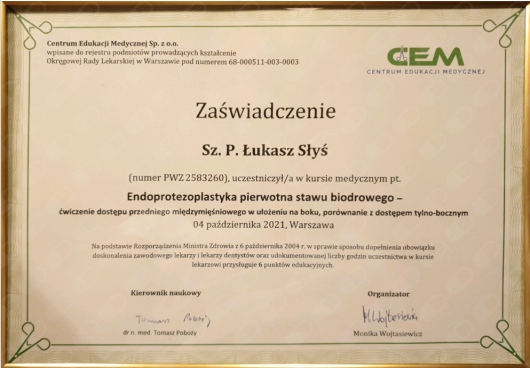 Centrum Edukacji Medycznej Sp. z o.o.
wpisane do rejestru podmiotów prowadzących kształcenie
Okręgowej Rady Lekarskiej w Warszawie pod numerem 68-000511-003-0003
CEM
CENTRUM EDUKACJI MEDYCZNEJ
Zaświadczenie
Sz. P. Łukasz Słyś
(numer PWZ 2583260), uczestniczył/a w kursie medycznym pt.
Endoprotezoplastyka pierwotna stawu biodrowego –
ćwiczenie dostępu przedniego międzymięśniowego w ułożeniu na boku, porównanie z dostępem tylno-bocznym
04 października 2021, Warszawa
Na podstawie Rozporządzenia Ministra Zdrowia z 6 października 2004 r. w sprawie sposobu dopełnienia obowiązku
doskonalenia zawodowego lekarzy i lekarzy dentystów oraz udokumentowanej liczby godzin uczestnictwa w kursie
lekarzowi przysługuje 6 punktów edukacyjnych.
Kierownik naukowy
Organizator
Tomasz Poboży
dr n. med. Tomasz Poboży
MWojtasiewicz
Monika Wojtasiewicz